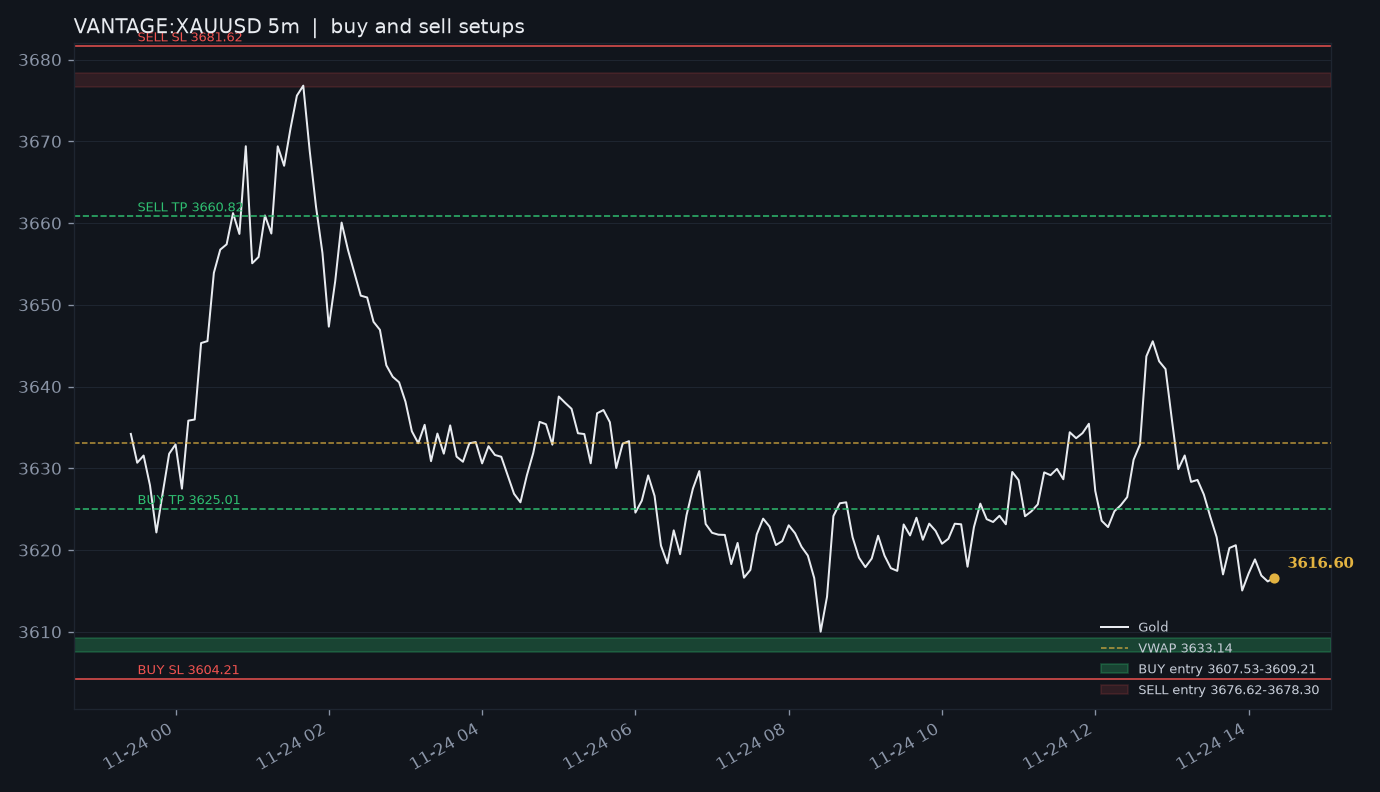 VANTAGE:XAUUSD 5m | buy and sell setups
SELL SL 3681.62
3680
3670
SELL TP 3660.82
3660
3650
3640
3630
BUY TP 3625.01
3620
3616.60
3610
Gold
VWAP 3633.14
BUY SL 3604.21
BUY entry 3607.53-3609.21
SELL entry 3676.62-3678.30
11-24 00
11-24 02
11-24 04
11-24 06
11-24 08
11-24 10
11-24 12
11-24 14